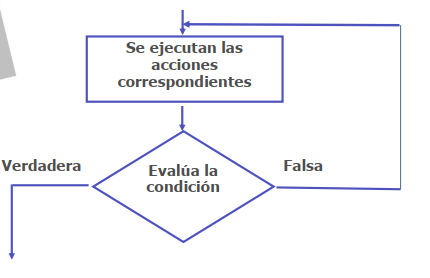 Se ejecutan las
acciones
correspondientes
Verdadera
Evalúa la
condición
Falsa